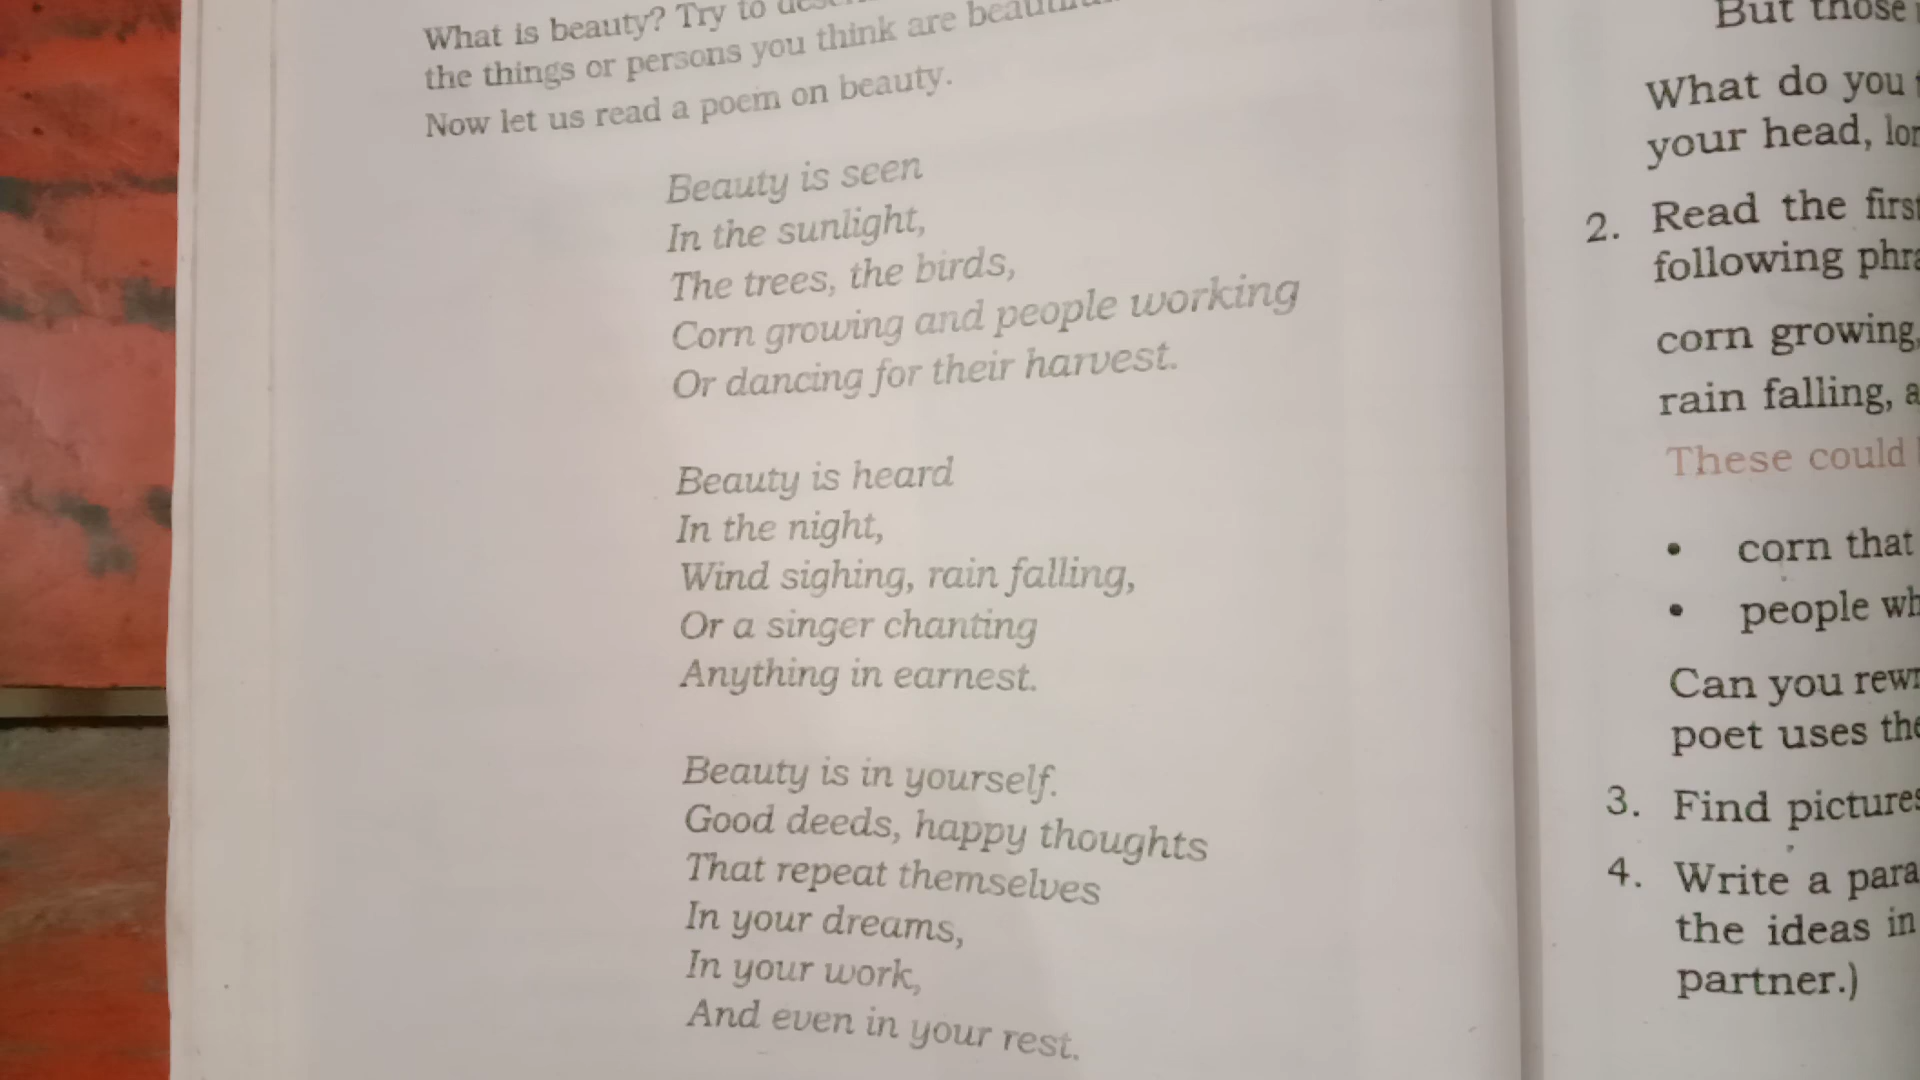 What is beauty? Try to
the things or persons you think are
Now let us read a poem on beauty.
Beauty is seen
In the sunlight,
The trees, the birds,
Corn growing and people working
Or dancing for their harvest.
Beauty is heard
In the night,
Wind sighing, rain falling,
Or a singer chanting
Anything in earnest.
Beauty is in yourself.
Good deeds, happy thoughts
That repeat themselves
In your dreams,
In your work,
And even in your rest.
But those
What do you
your head,
2. Read the
following
corn growing,
rain falling,
These could
• corn that
• people
Can you
poet uses
3. Find
4. Write a
the ideas in
partner.)